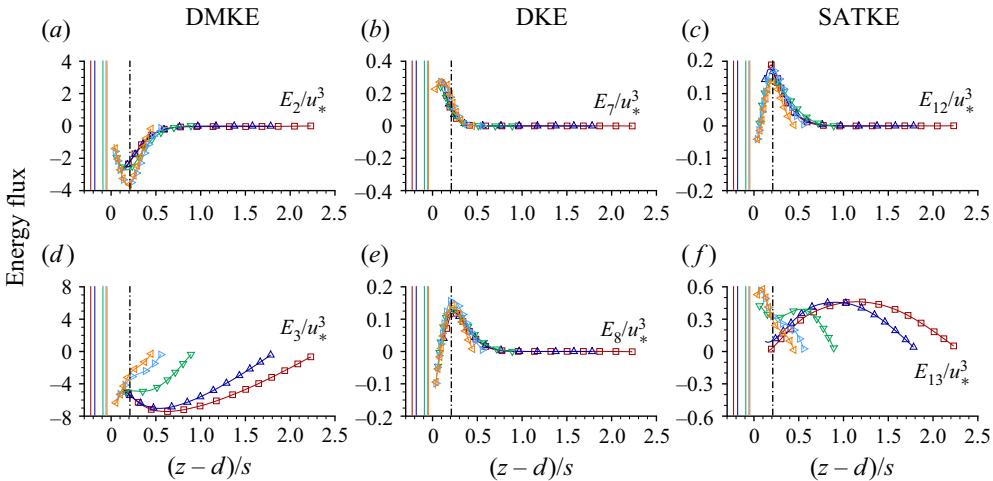 DMKE DKE SATKE
(a) (b) (c)
4 0.4 0.2
2 0.2 0.1
0 0 0
−2 −0.2 −0.1
−4 −0.4 −0.2
E₂/u³* E₇/u³* E₁₂/u³*
0 0.5 1.0 1.5 2.0 2.5 0 0.5 1.0 1.5 2.0 2.5 0 0.5 1.0 1.5 2.0 2.5
Energy flux
(d) (e) (f)
8 0.2 0.6
4 0.1 0.3
0 0 0
−4 −0.1 −0.3
−8 −0.2 −0.6
E₃/u³* E₈/u³* E₁₃/u³*
0 0.5 1.0 1.5 2.0 2.5 0 0.5 1.0 1.5 2.0 2.5 0 0.5 1.0 1.5 2.0 2.5
(z – d)/s (z – d)/s (z – d)/s